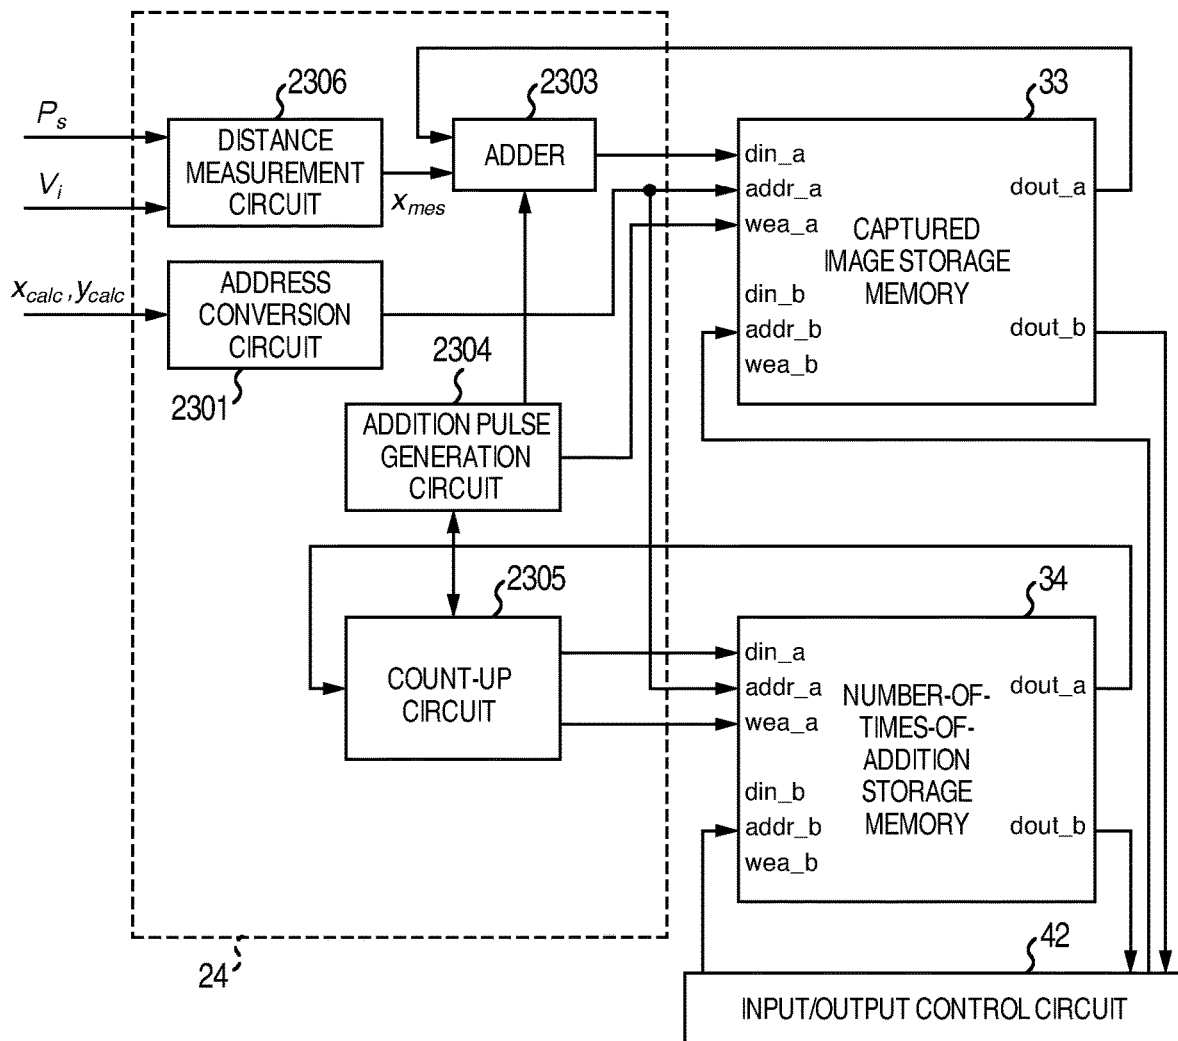 2306
2303
33
P_s
DISTANCE
MEASUREMENT
CIRCUIT
ADDER
V_i
x_mes
din_a
addr_a
wea_a
dout_a
CAPTURED
IMAGE STORAGE
MEMORY
din_b
addr_b
wea_b
dout_b
x_calc, y_calc
ADDRESS
CONVERSION
CIRCUIT
2301
2304
ADDITION PULSE
GENERATION
CIRCUIT
2305
34
COUNT-UP
CIRCUIT
din_a
addr_a
wea_a
dout_a
NUMBER-OF-
TIMES-OF-
ADDITION
STORAGE
MEMORY
din_b
addr_b
wea_b
dout_b
24
42
INPUT/OUTPUT CONTROL CIRCUIT